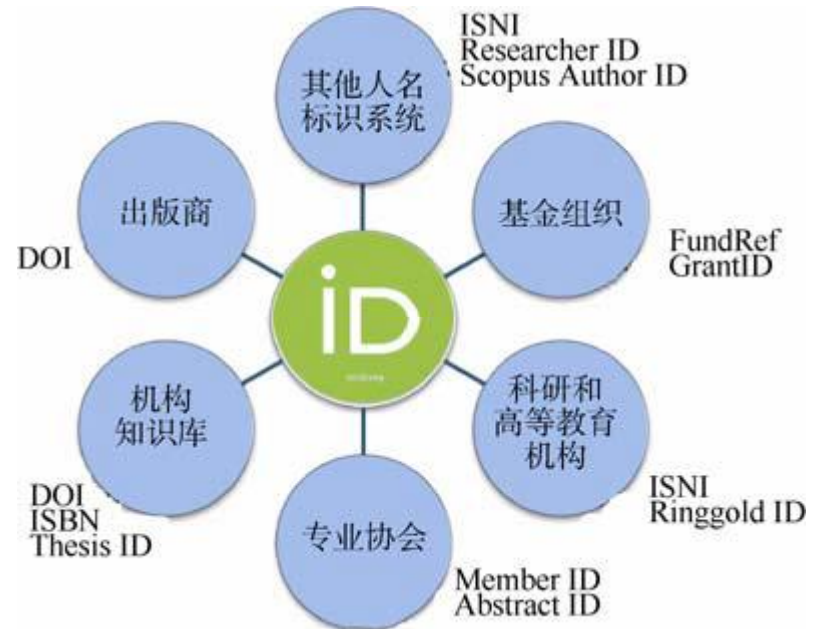 ISNI
Researcher ID
Scopus Author ID
其他人名
标识系统
出版商
DOI
基金组织
FundRef
GrantID
iD
机构
知识库
DOI
ISBN
Thesis ID
科研和
高等教育
机构
ISNI
Ringgold ID
专业协会
Member ID
Abstract ID